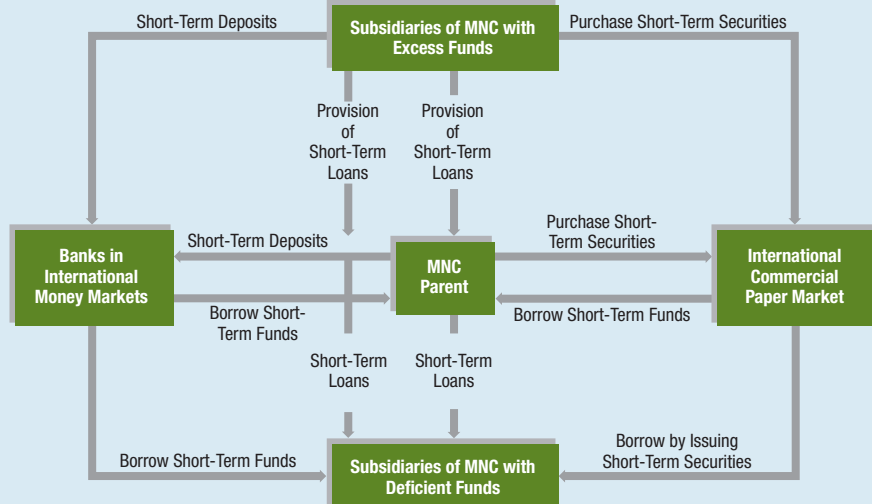 Short-Term Deposits
Subsidiaries of MNC with
Excess Funds
Purchase Short-Term Securities
Provision
of
Short-Term
Loans
Provision
of
Short-Term
Loans
Banks in
International
Money Markets
Short-Term Deposits
MNC
Parent
Purchase Short-
Term Securities
International
Commercial
Paper Market
Borrow Short-
Term Funds
Borrow Short-Term Funds
Short-Term
Loans
Short-Term
Loans
Borrow Short-Term Funds
Subsidiaries of MNC with
Deficient Funds
Borrow by Issuing
Short-Term Securities